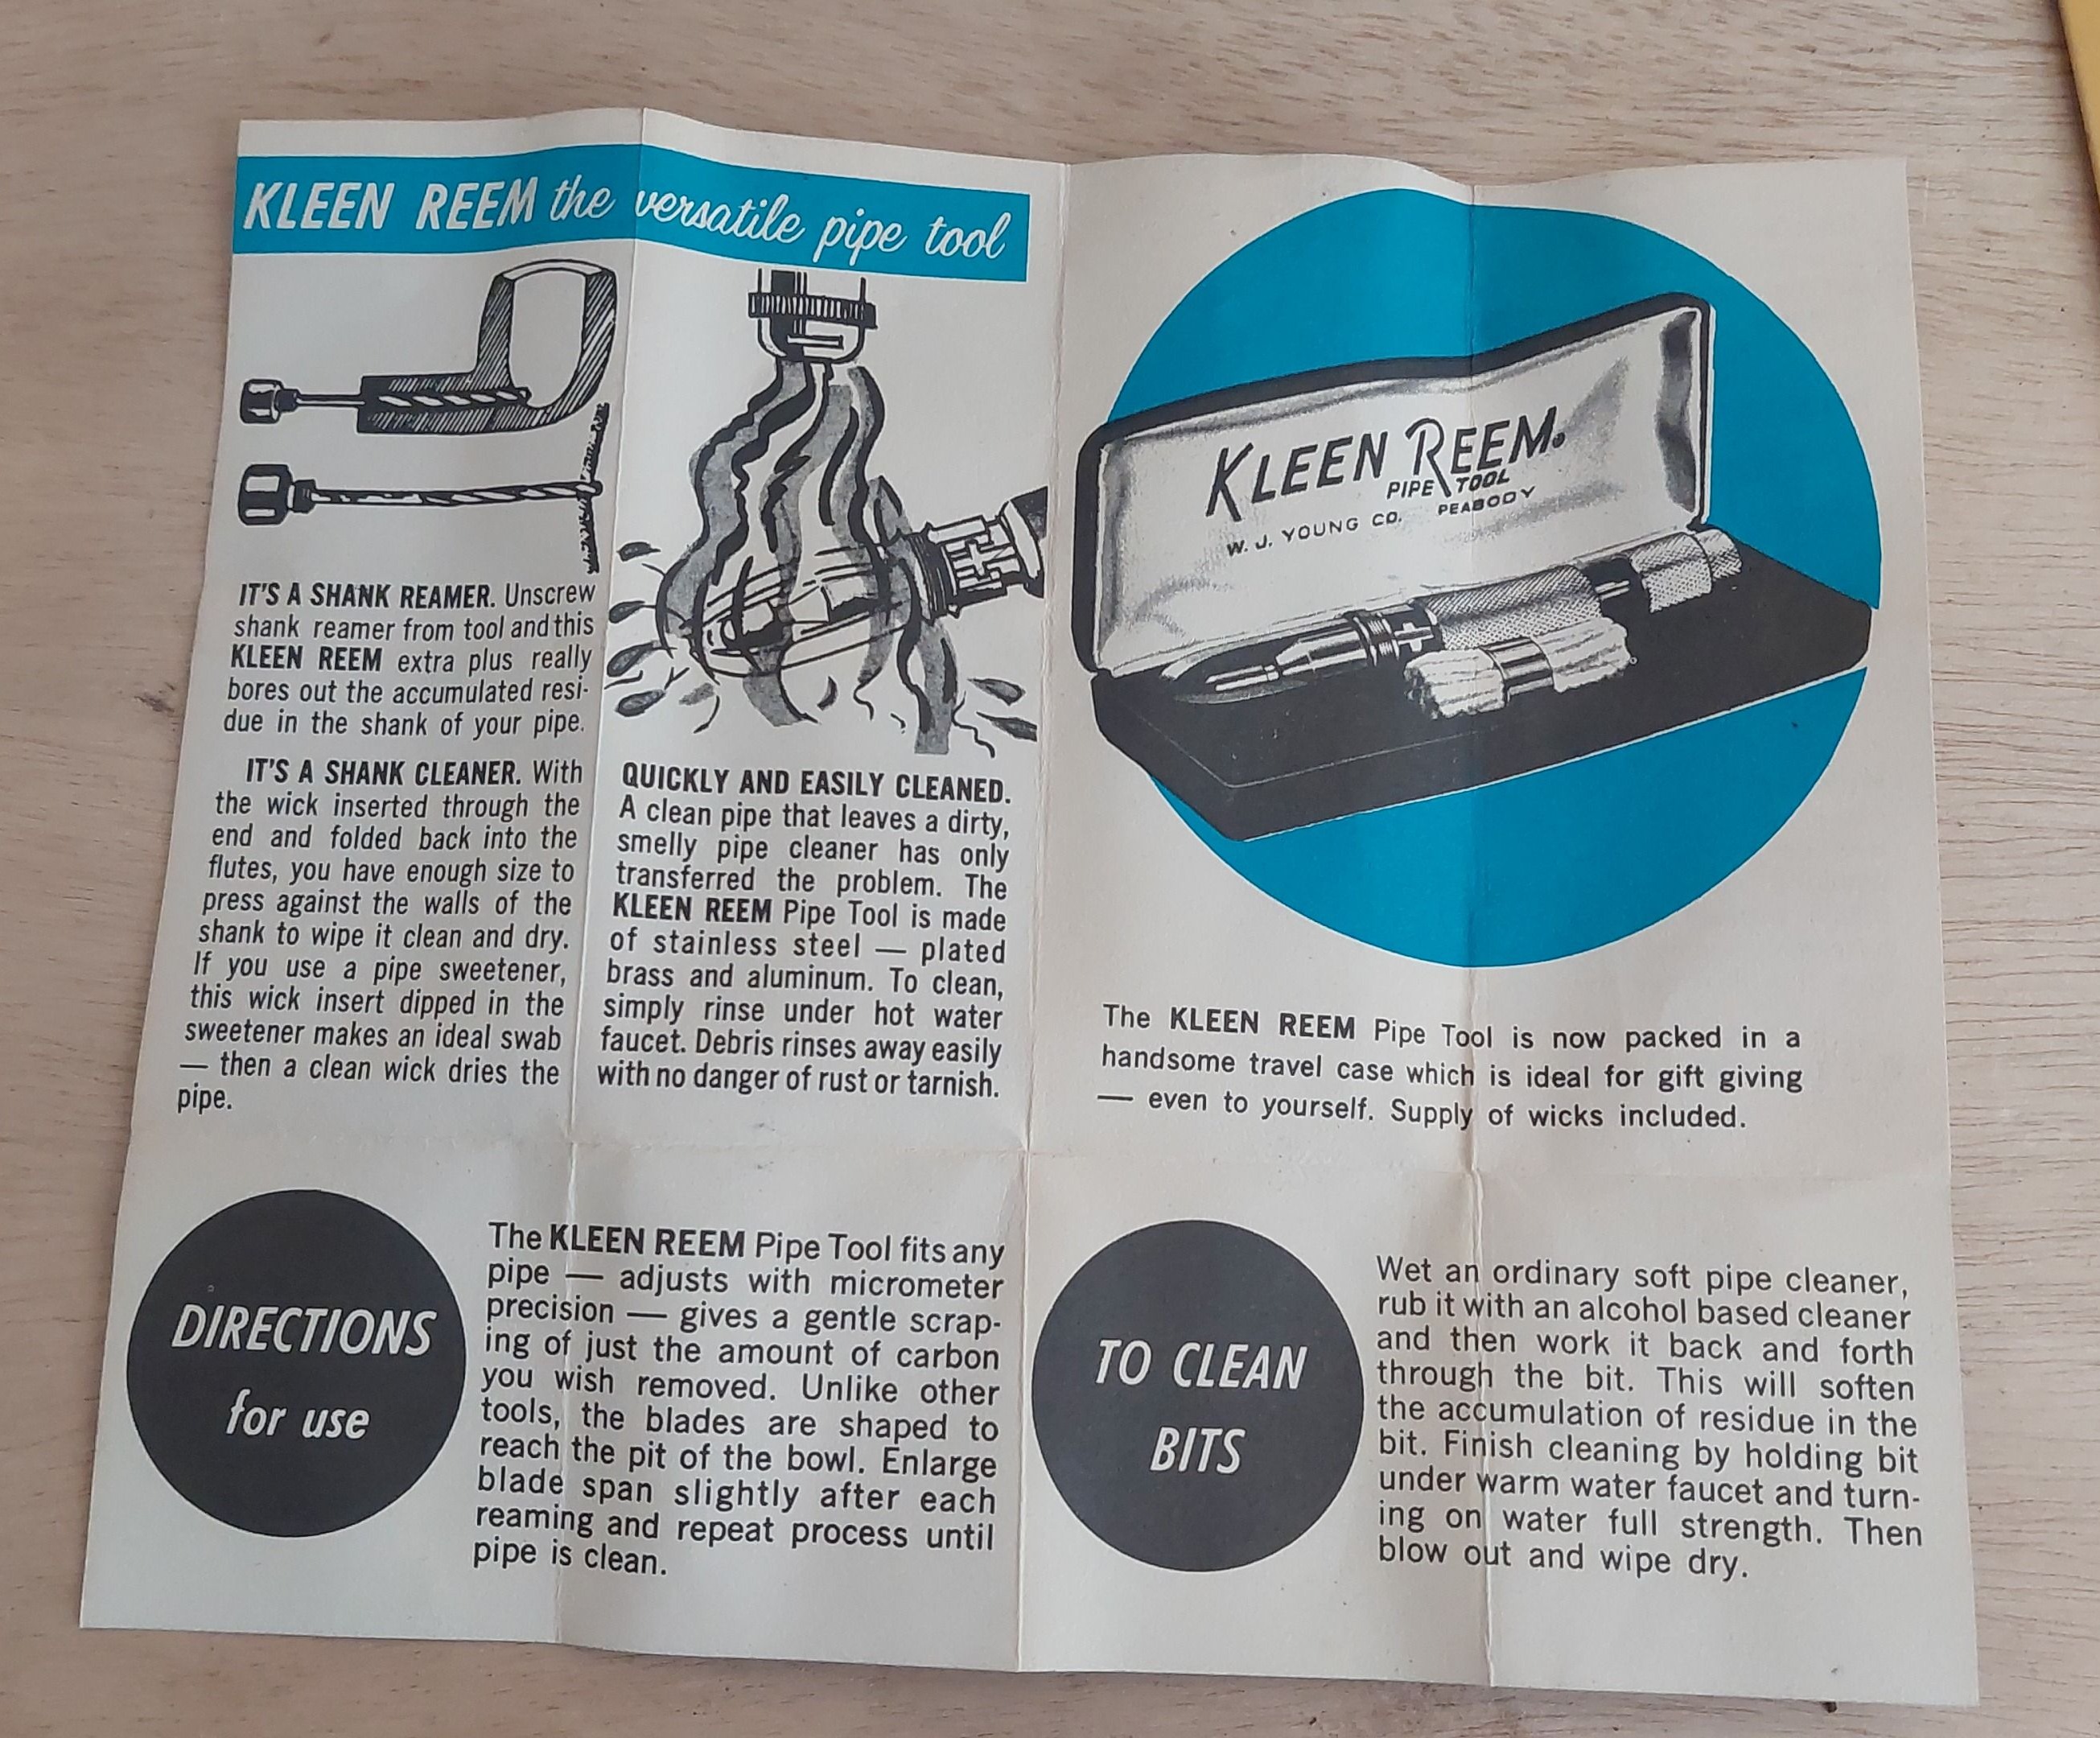 KLEEN REEM the versatile pipe tool
IT'S A SHANK REAMER. Unscrew
shank reamer from tool and this
KLEEN REEM extra plus really
bores out the accumulated resi-
due in the shank of your pipe.
IT'S A SHANK CLEANER. With
the wick inserted through the
end and folded back into the
flutes, you have enough size to
press against the walls of the
shank to wipe it clean and dry.
If you use a pipe sweetener,
this wick insert dipped in the
sweetener makes an ideal swab
— then a clean wick dries the
pipe.
QUICKLY AND EASILY CLEANED.
A clean pipe that leaves a dirty,
smelly pipe cleaner has only
transferred the problem. The
KLEEN REEM Pipe Tool is made
of stainless steel — plated
brass and aluminum. To clean,
simply rinse under hot water
faucet. Debris rinses away easily
with no danger of rust or tarnish.
KLEEN REEM.
PIPE TOOL
W. J. YOUNG CO. PEABODY
The KLEEN REEM Pipe Tool is now packed in a
handsome travel case which is ideal for gift giving
— even to yourself. Supply of wicks included.
DIRECTIONS
for use
The KLEEN REEM Pipe Tool fits any
pipe — adjusts with micrometer
precision — gives a gentle scrap-
ing of just the amount of carbon
you wish removed. Unlike other
tools, the blades are shaped to
reach the pit of the bowl. Enlarge
blade span slightly after each
reaming and repeat process until
pipe is clean.
TO CLEAN
BITS
Wet an ordinary soft pipe cleaner,
rub it with an alcohol based cleaner
and then work it back and forth
through the bit. This will soften
the accumulation of residue in the
bit. Finish cleaning by holding bit
under warm water faucet and turn-
ing on water full strength. Then
blow out and wipe dry.